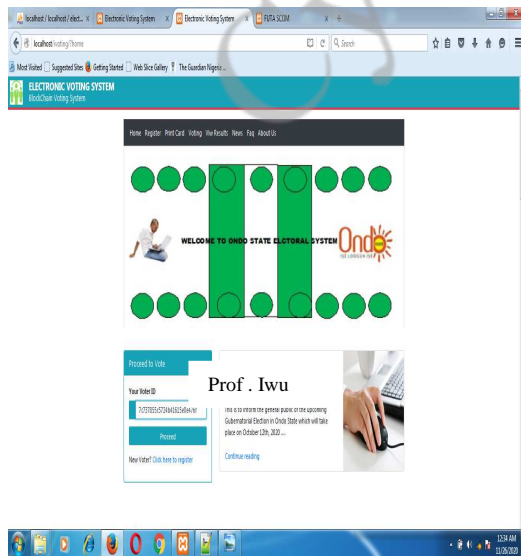 localhost / localhost / elect...
Electronic Voting System
Electronic Voting System
FUTA SCOM
localhost/voting/?home
Search
Most Visited Suggested Sites Getting Started Web Slice Gallery The Guardian Nigeria...
ELECTRONIC VOTING SYSTEM
BlockChain Voting System
Home Register Print Card Voting Viw Results News Faq About Us
WELCOME TO ONDO STATE ELCTORAL SYSTEM
Ondo
Proceed to Vote
Your Voter ID
Prof . Iwu
Proceed
New Voter? Click here to register
This is to inform the general public of the upcoming
Gubernatorial Election in Ondo State which will take
place on October 12th, 2020 ....
Continue reading
12:34 AM
11/26/2020